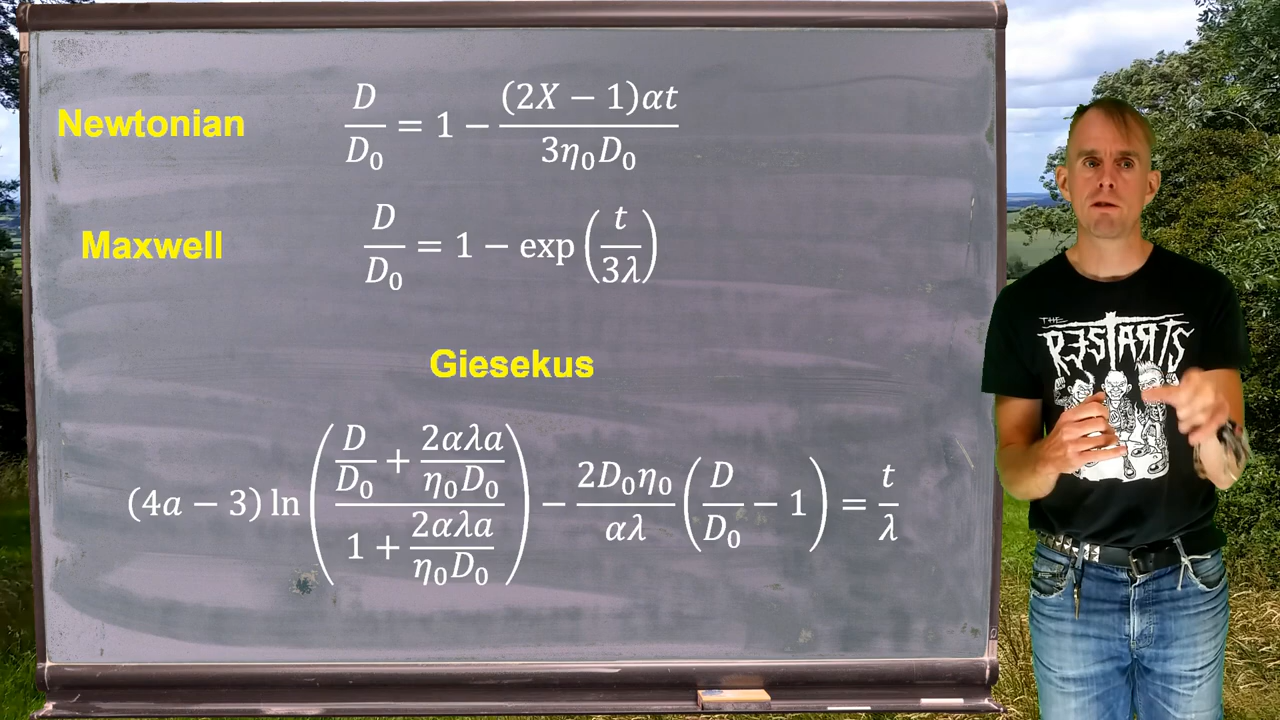 Newtonian D/D₀ = 1 − (2X − 1)αt / 3η₀D₀
Maxwell D/D₀ = 1 − exp(t/3λ)
Giesekus
(4a − 3) ln((D/D₀ + 2αλa/η₀D₀) / (1 + 2αλa/η₀D₀)) − 2D₀η₀/αλ (D/D₀ − 1) = t/λ
THE
RESTARTS